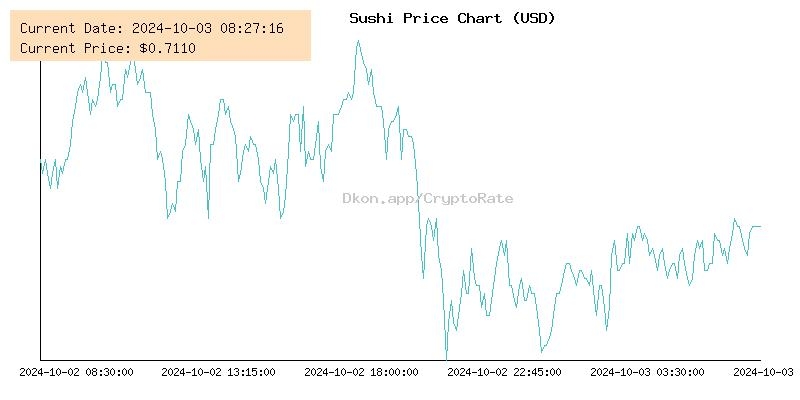 Sushi Price Chart (USD)
Current Date: 2024-10-03 08:27:16
Current Price: $0.7110
Dkon.app/CryptoRate
2024-10-02 08:30:00 2024-10-02 13:15:00 2024-10-02 18:00:00 2024-10-02 22:45:00 2024-10-03 03:30:00 2024-10-03